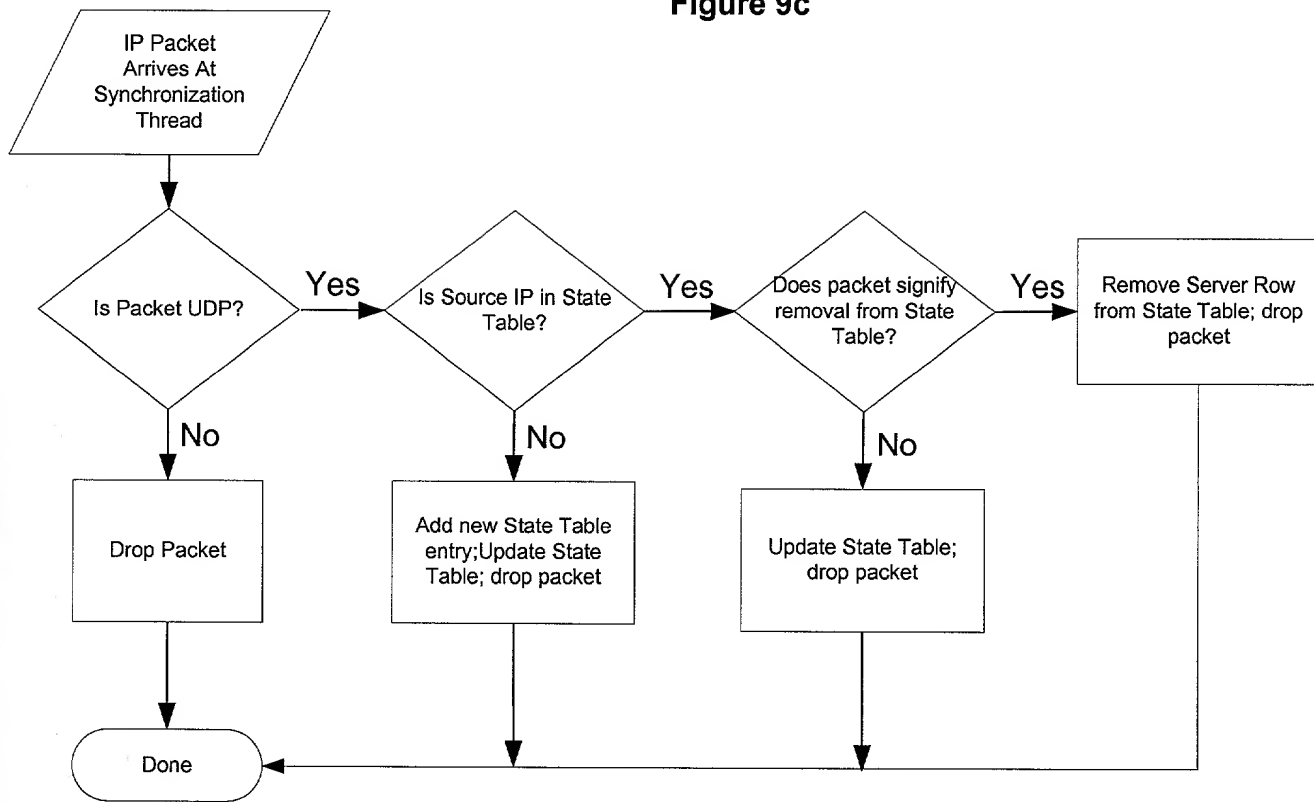 Figure 9c
IP Packet
Arrives At
Synchronization
Thread
Is Packet UDP?
Yes
Is Source IP in State
Table?
Yes
Does packet signify
removal from State
Table?
Yes
Remove Server Row
from State Table; drop
packet
No
No
No
Drop Packet
Add new State Table
entry;Update State
Table; drop packet
Update State Table;
drop packet
Done